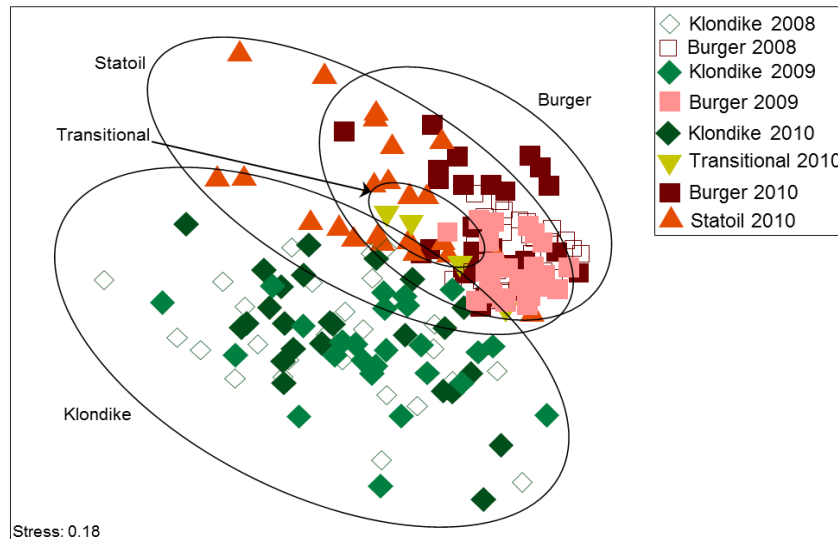 Statoil
Transitional
Burger
Klondike
Klondike 2008
Burger 2008
Klondike 2009
Burger 2009
Klondike 2010
Transitional 2010
Burger 2010
Statoil 2010
Stress: 0.18